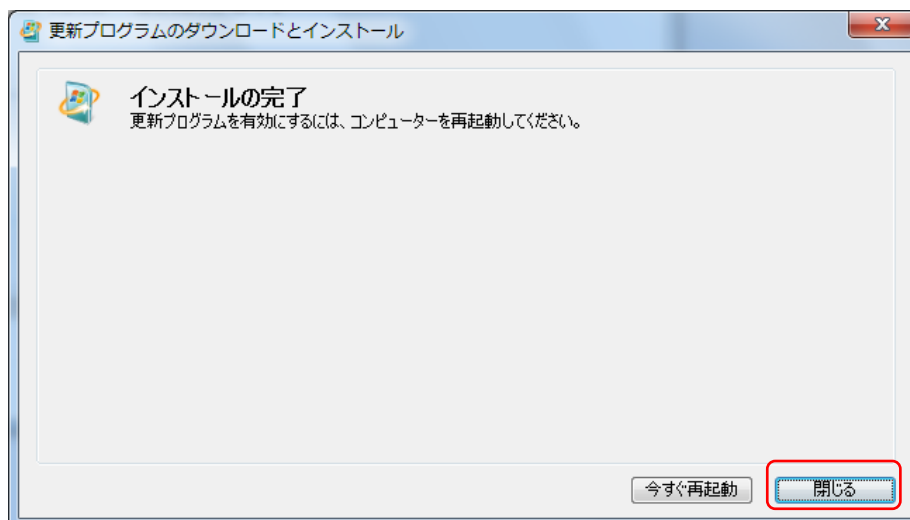 更新プログラムのダウンロードとインストール
インストールの完了
更新プログラムを有効にするには、コンピューターを再起動してください。
今すぐ再起動
閉じる